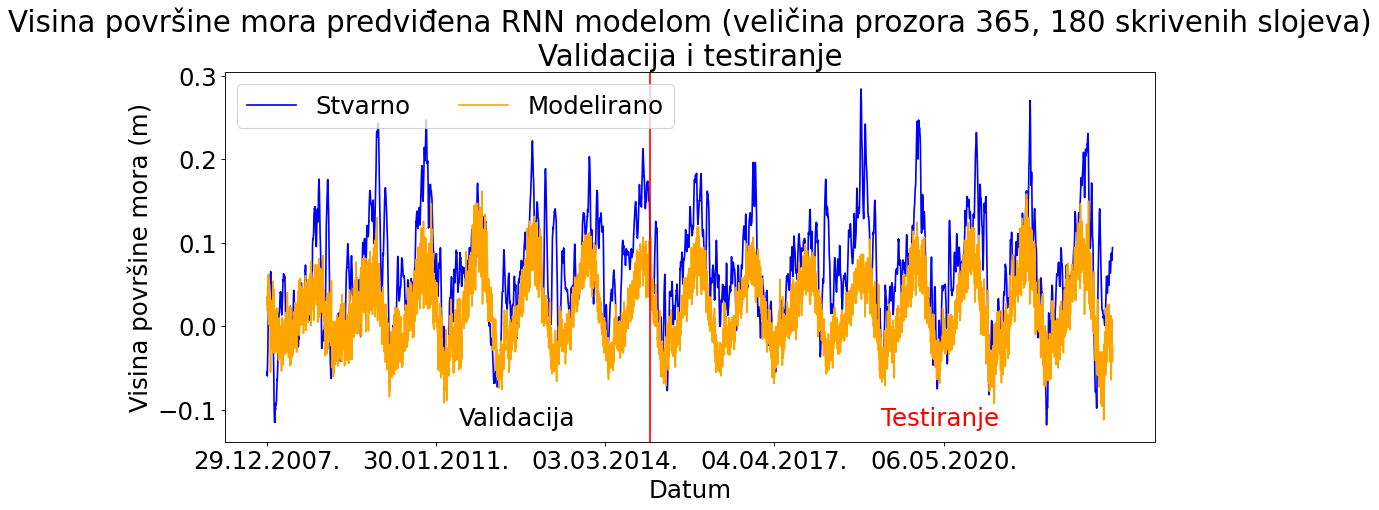 Visina površine mora predviđena RNN modelom (veličina prozora 365, 180 skrivenih slojeva)
Validacija i testiranje
Stvarno Modelirano
Visina površine mora (m)
0.3
0.2
0.1
0.0
−0.1
Validacija Testiranje
29.12.2007. 30.01.2011. 03.03.2014. 04.04.2017. 06.05.2020.
Datum